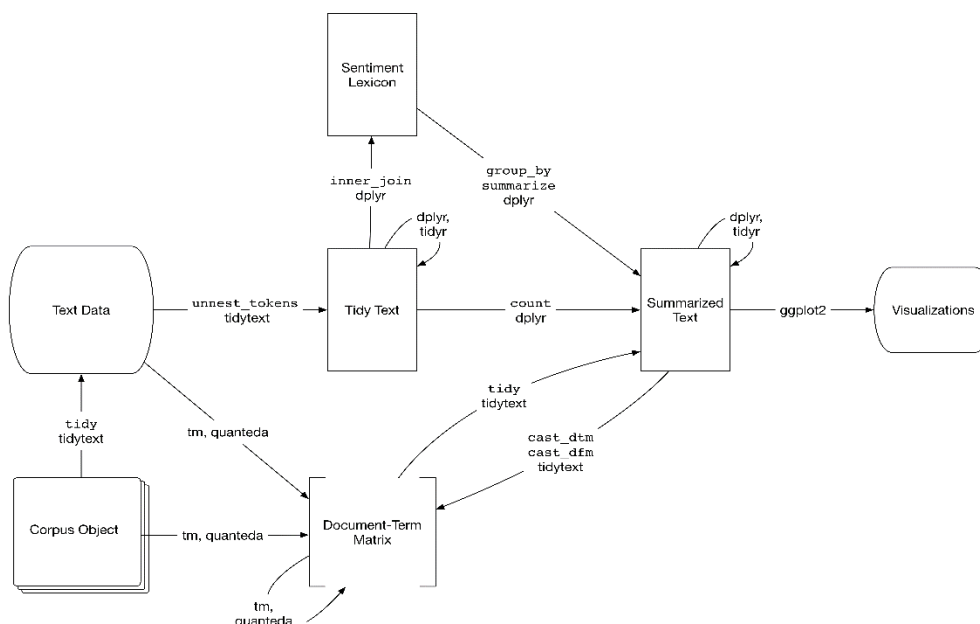 Sentiment
Lexicon
inner_join
dplyr
group_by
summarize
dplyr
dplyr,
tidyr
dplyr,
tidyr
Text Data
unnest_tokens
tidytext
Tidy Text
count
dplyr
Summarized
Text
ggplot2
Visualizations
tidy
tidytext
tm, quanteda
tidy
tidytext
cast_dtm
cast_dfm
tidytext
Corpus Object
tm, quanteda
Document-Term
Matrix
tm,
quanteda